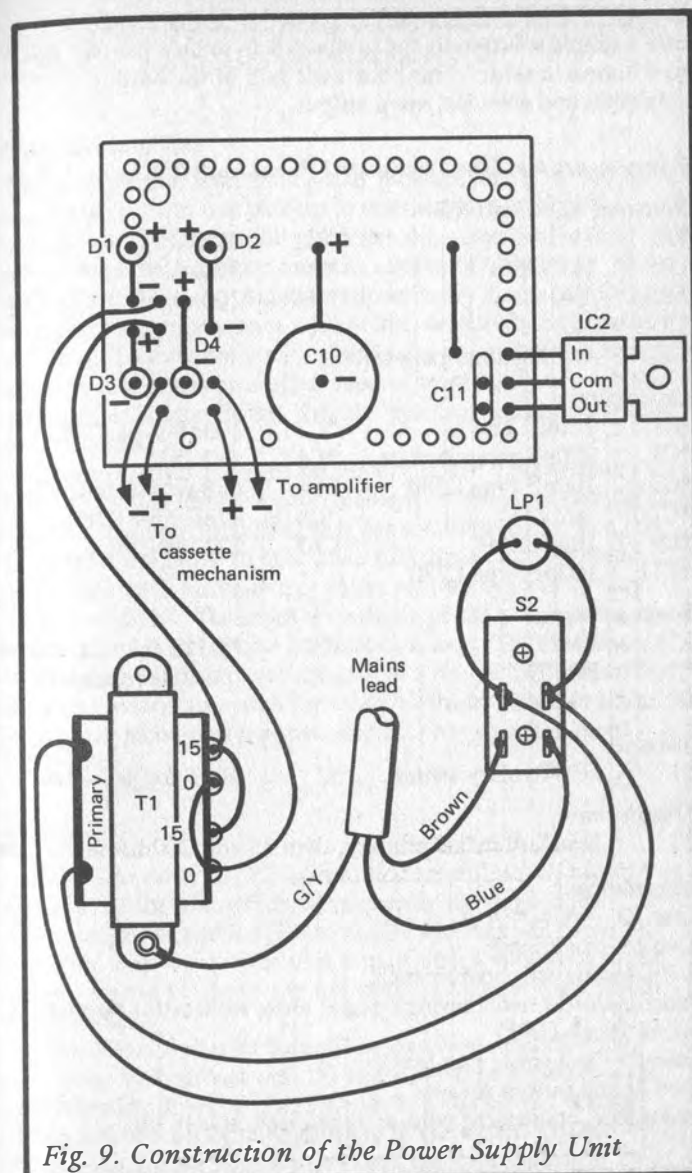 D1
+
+
D2
+
IC2
−
+
+
−
D4
In
D3
−
C10
−
C11
Com
−
Out
− +
+ −
To amplifier
To
cassette
mechanism
LP1
S2
Mains
lead
15
0
Primary
T1
15
0
Brown
G/Y
Blue
Fig. 9. Construction of the Power Supply Unit